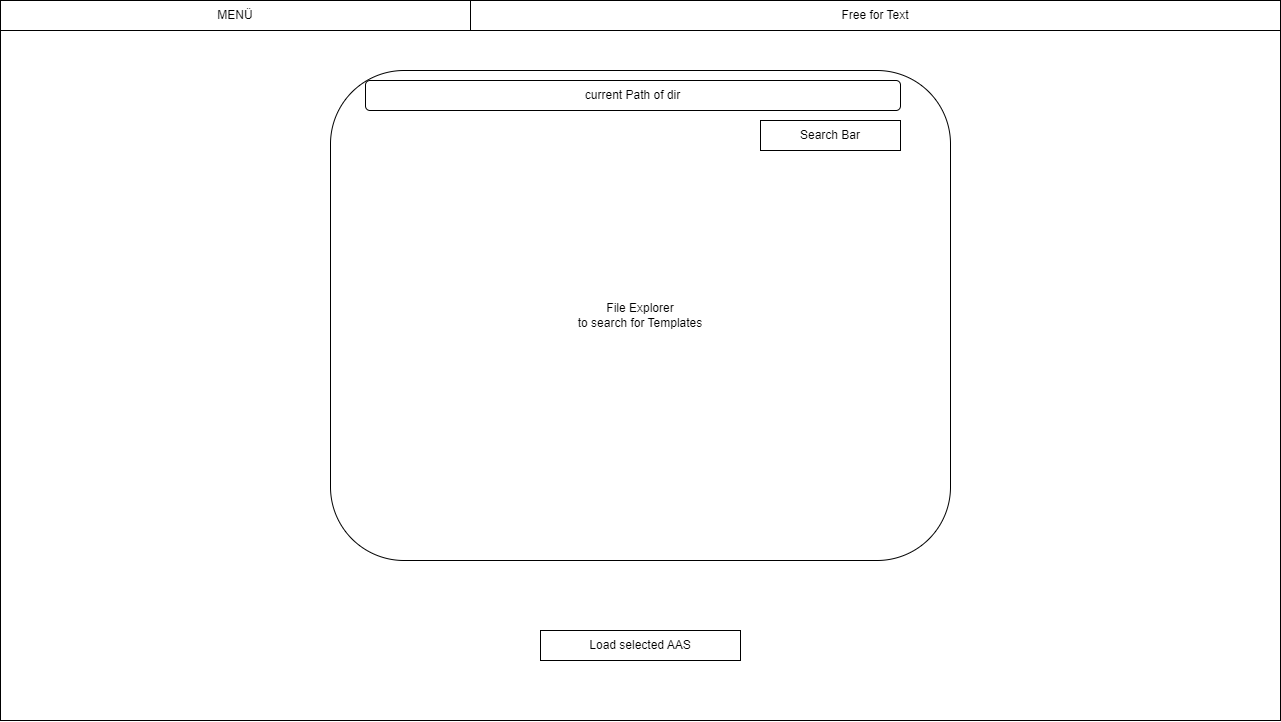 MENÜ
Free for Text
current Path of dir
Search Bar
File Explorer
to search for Templates
Load selected AAS